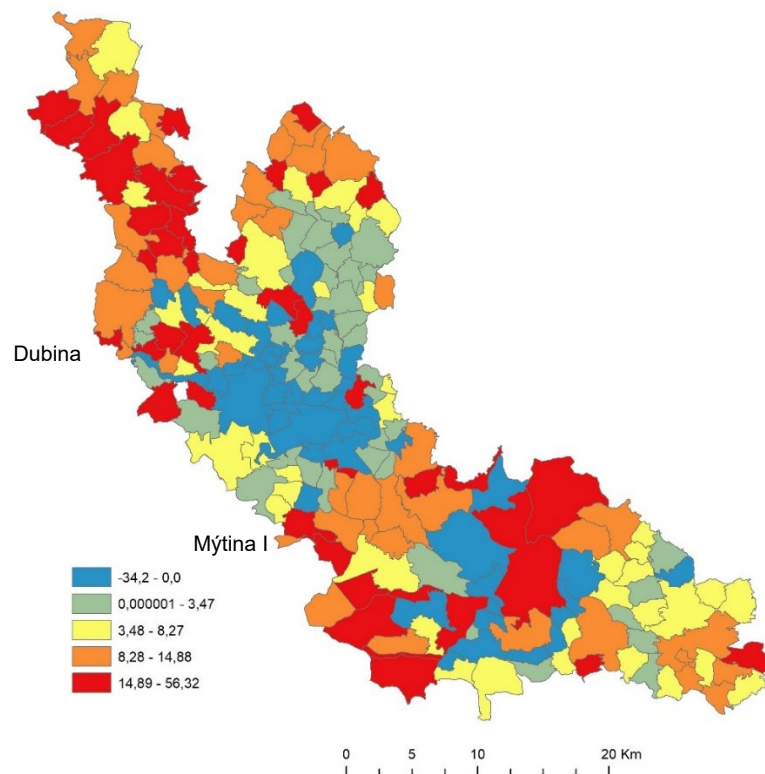 Dubina
Mýtina I
-34,2 - 0,0
0,000001 - 3,47
3,48 - 8,27
8,28 - 14,88
14,89 - 56,32
0 5 10 20 Km